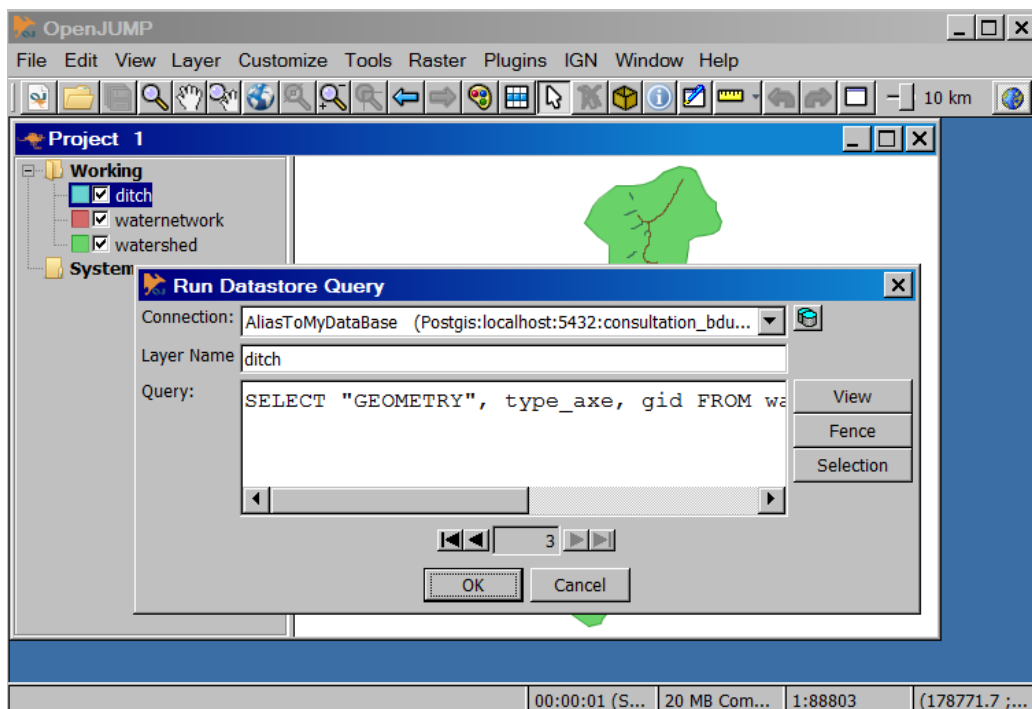 OpenJUMP
File Edit View Layer Customize Tools Raster Plugins IGN Window Help
10 km
Project 1
Working
ditch
waternetwork
watershed
System
Run Datastore Query
Connection: AliasToMyDataBase (Postgis:localhost:5432:consultation_bdu...
Layer Name ditch
Query: SELECT "GEOMETRY", type_axe, gid FROM wa
View
Fence
Selection
3
OK Cancel
00:00:01 (S... 20 MB Com... 1:88803 (178771.7 ;...